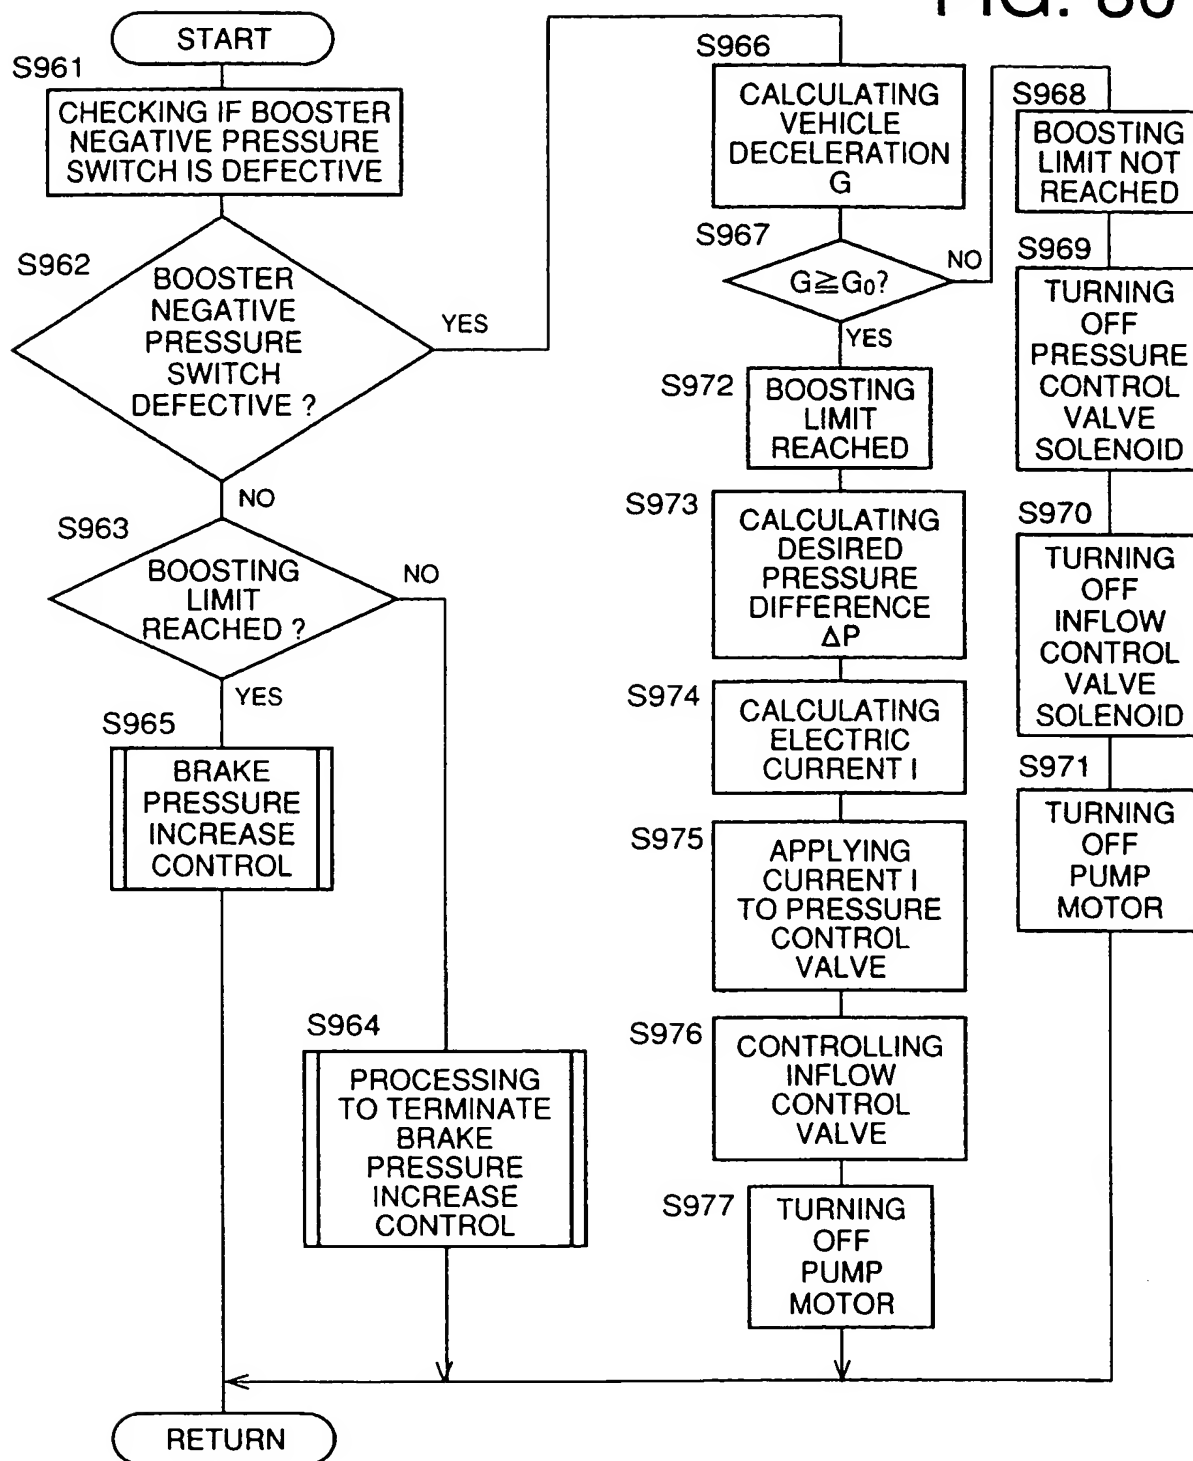 FIG. 80
START
S961
CHECKING IF BOOSTER
NEGATIVE PRESSURE
SWITCH IS DEFECTIVE
S962
BOOSTER
NEGATIVE
PRESSURE
SWITCH
DEFECTIVE ?
YES
NO
S963
BOOSTING
LIMIT
REACHED ?
NO
YES
S965
BRAKE
PRESSURE
INCREASE
CONTROL
S964
PROCESSING
TO TERMINATE
BRAKE
PRESSURE
INCREASE
CONTROL
RETURN
S966
CALCULATING
VEHICLE
DECELERATION
G
S967
G≧G0?
NO
YES
S972
BOOSTING
LIMIT
REACHED
S973
CALCULATING
DESIRED
PRESSURE
DIFFERENCE
ΔP
S974
CALCULATING
ELECTRIC
CURRENT I
S975
APPLYING
CURRENT I
TO PRESSURE
CONTROL
VALVE
S976
CONTROLLING
INFLOW
CONTROL
VALVE
S977
TURNING
OFF
PUMP
MOTOR
S968
BOOSTING
LIMIT NOT
REACHED
S969
TURNING
OFF
PRESSURE
CONTROL
VALVE
SOLENOID
S970
TURNING
OFF
INFLOW
CONTROL
VALVE
SOLENOID
S971
TURNING
OFF
PUMP
MOTOR